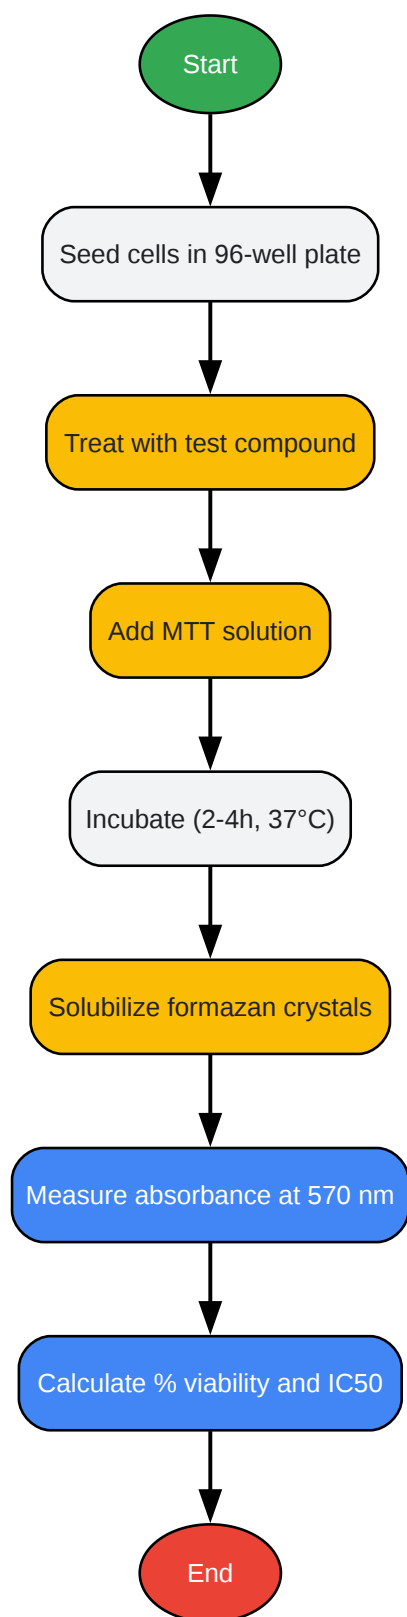 Start
Seed cells in 96-well plate
Treat with test compound
Add MTT solution
Incubate (2-4h, 37°C)
Solubilize formazan crystals
Measure absorbance at 570 nm
Calculate % viability and IC50
End